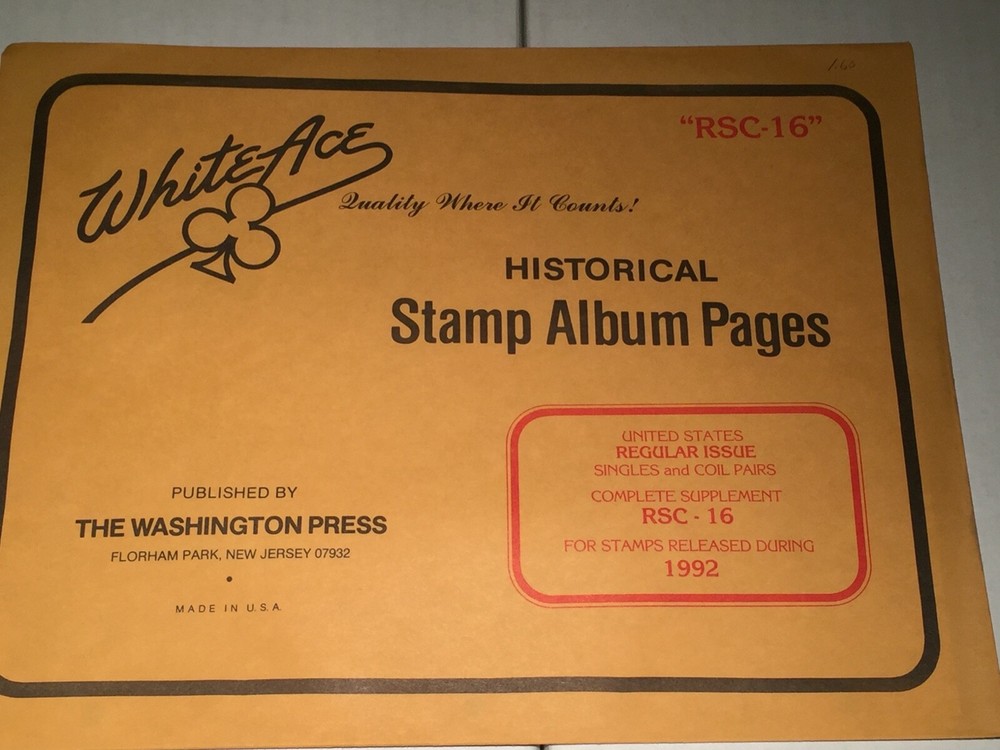 "RSC-16"
White Ace
Quality Where It Counts!
HISTORICAL
Stamp Album Pages
UNITED STATES
REGULAR ISSUE
SINGLES and COIL PAIRS
COMPLETE SUPPLEMENT
RSC - 16
FOR STAMPS RELEASED DURING
1992
PUBLISHED BY
THE WASHINGTON PRESS
FLORHAM PARK, NEW JERSEY 07932
•
MADE IN U.S.A.